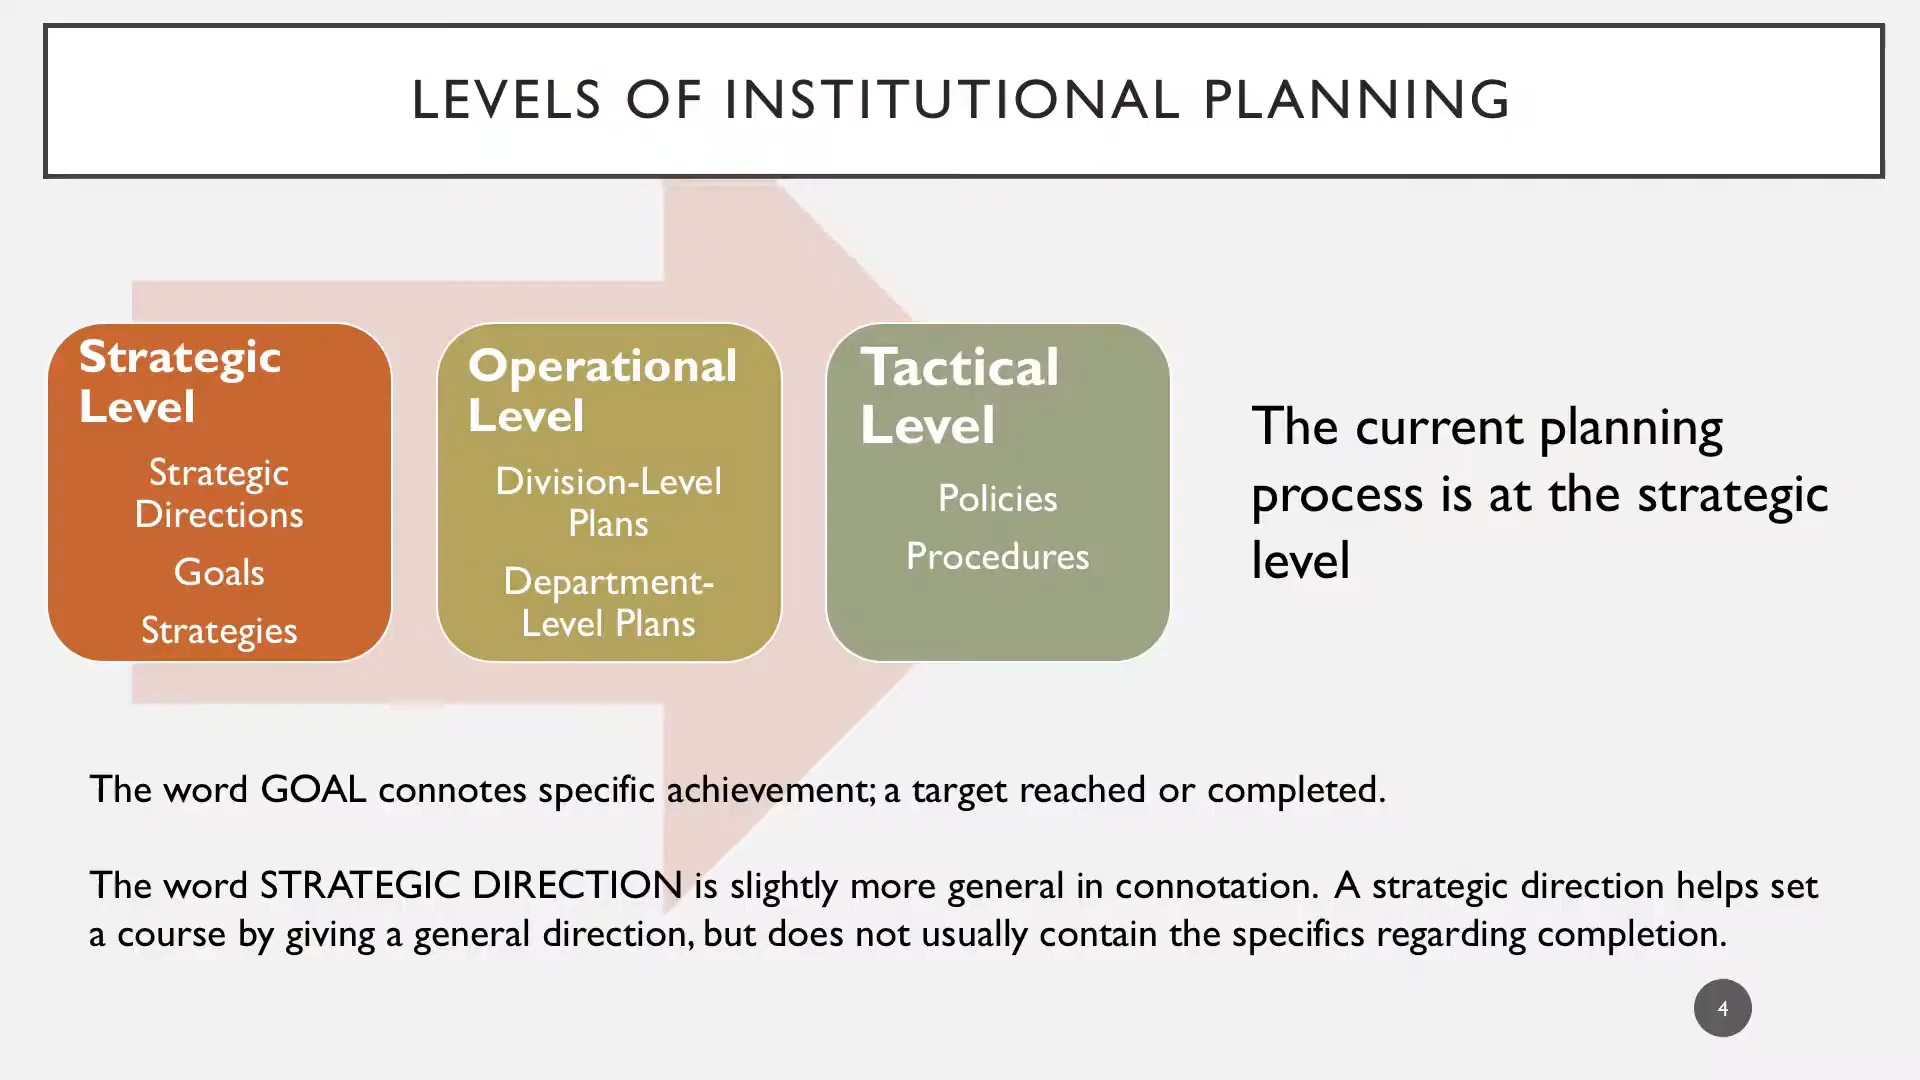 LEVELS OF INSTITUTIONAL PLANNING
Strategic
Level
Strategic
Directions
Goals
Strategies
Operational
Level
Division-Level
Plans
Department-
Level Plans
Tactical
Level
Policies
Procedures
The current planning
process is at the strategic
level
The word GOAL connotes specific achievement; a target reached or completed.
The word STRATEGIC DIRECTION is slightly more general in connotation.  A strategic direction helps set
a course by giving a general direction, but does not usually contain the specifics regarding completion.
4